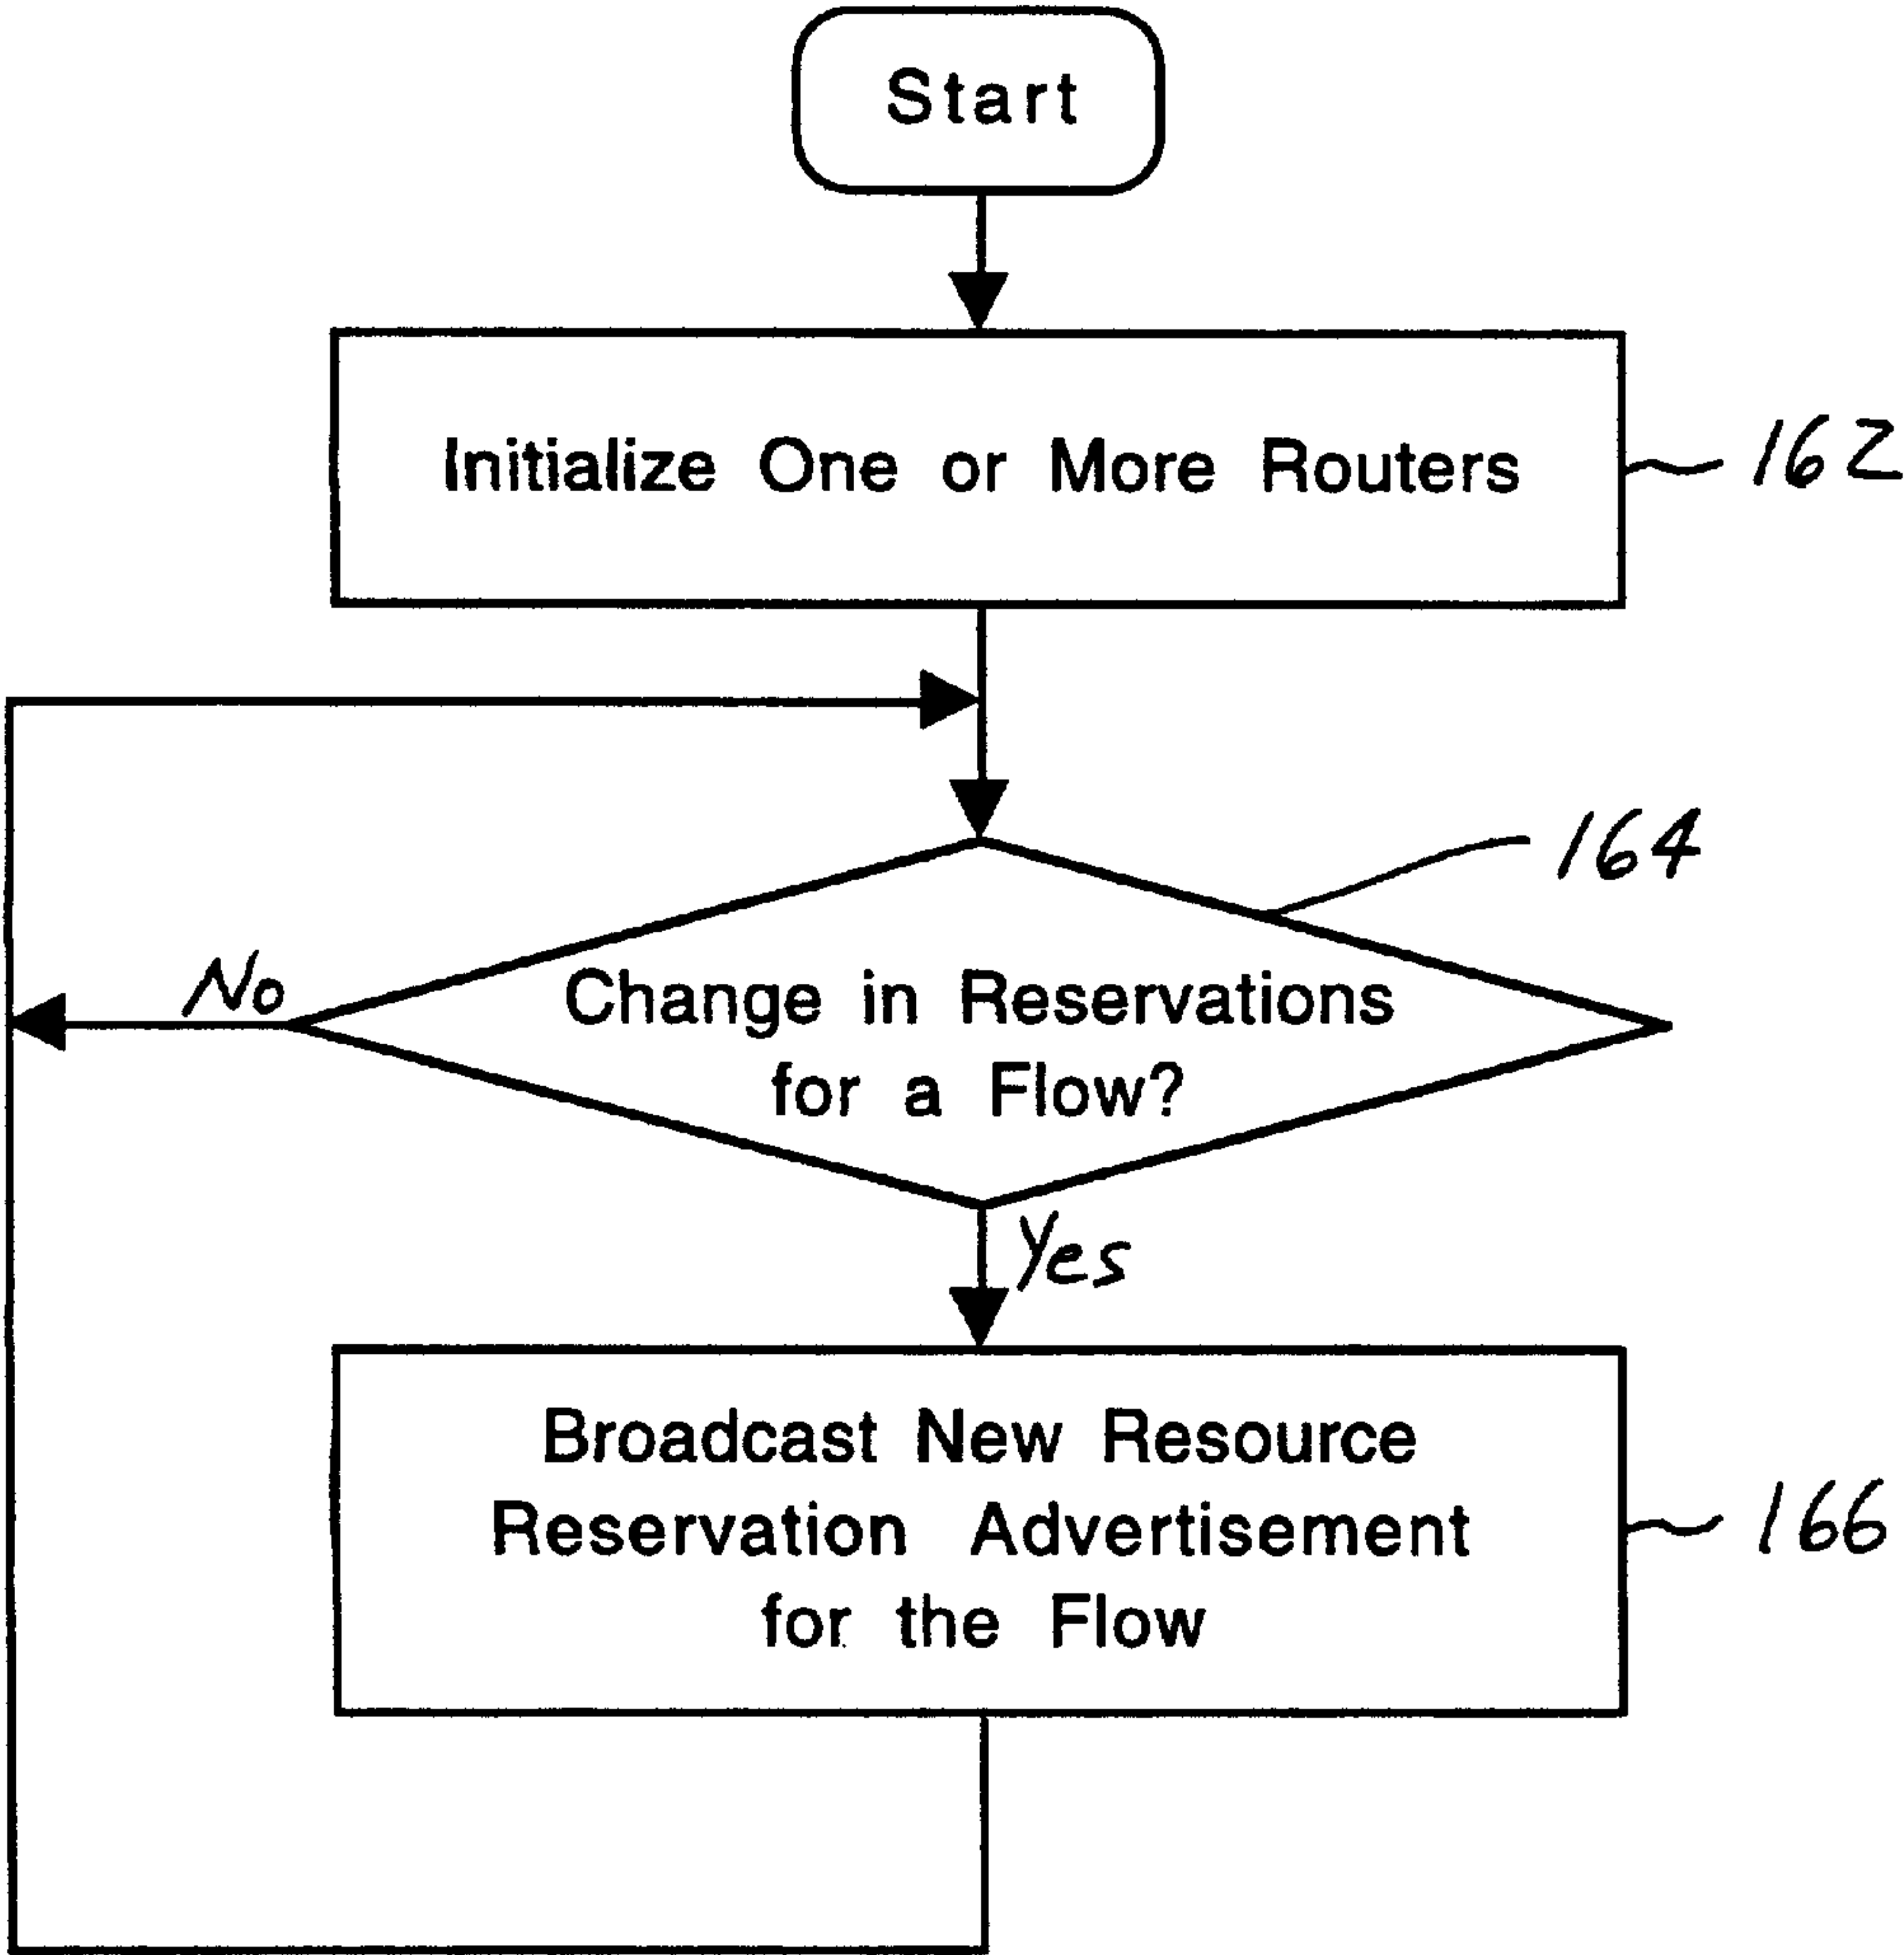 Start
Initialize One or More Routers
162
164
No
Change in Reservations
for a Flow?
Yes
Broadcast New Resource
Reservation Advertisement
for the Flow
166